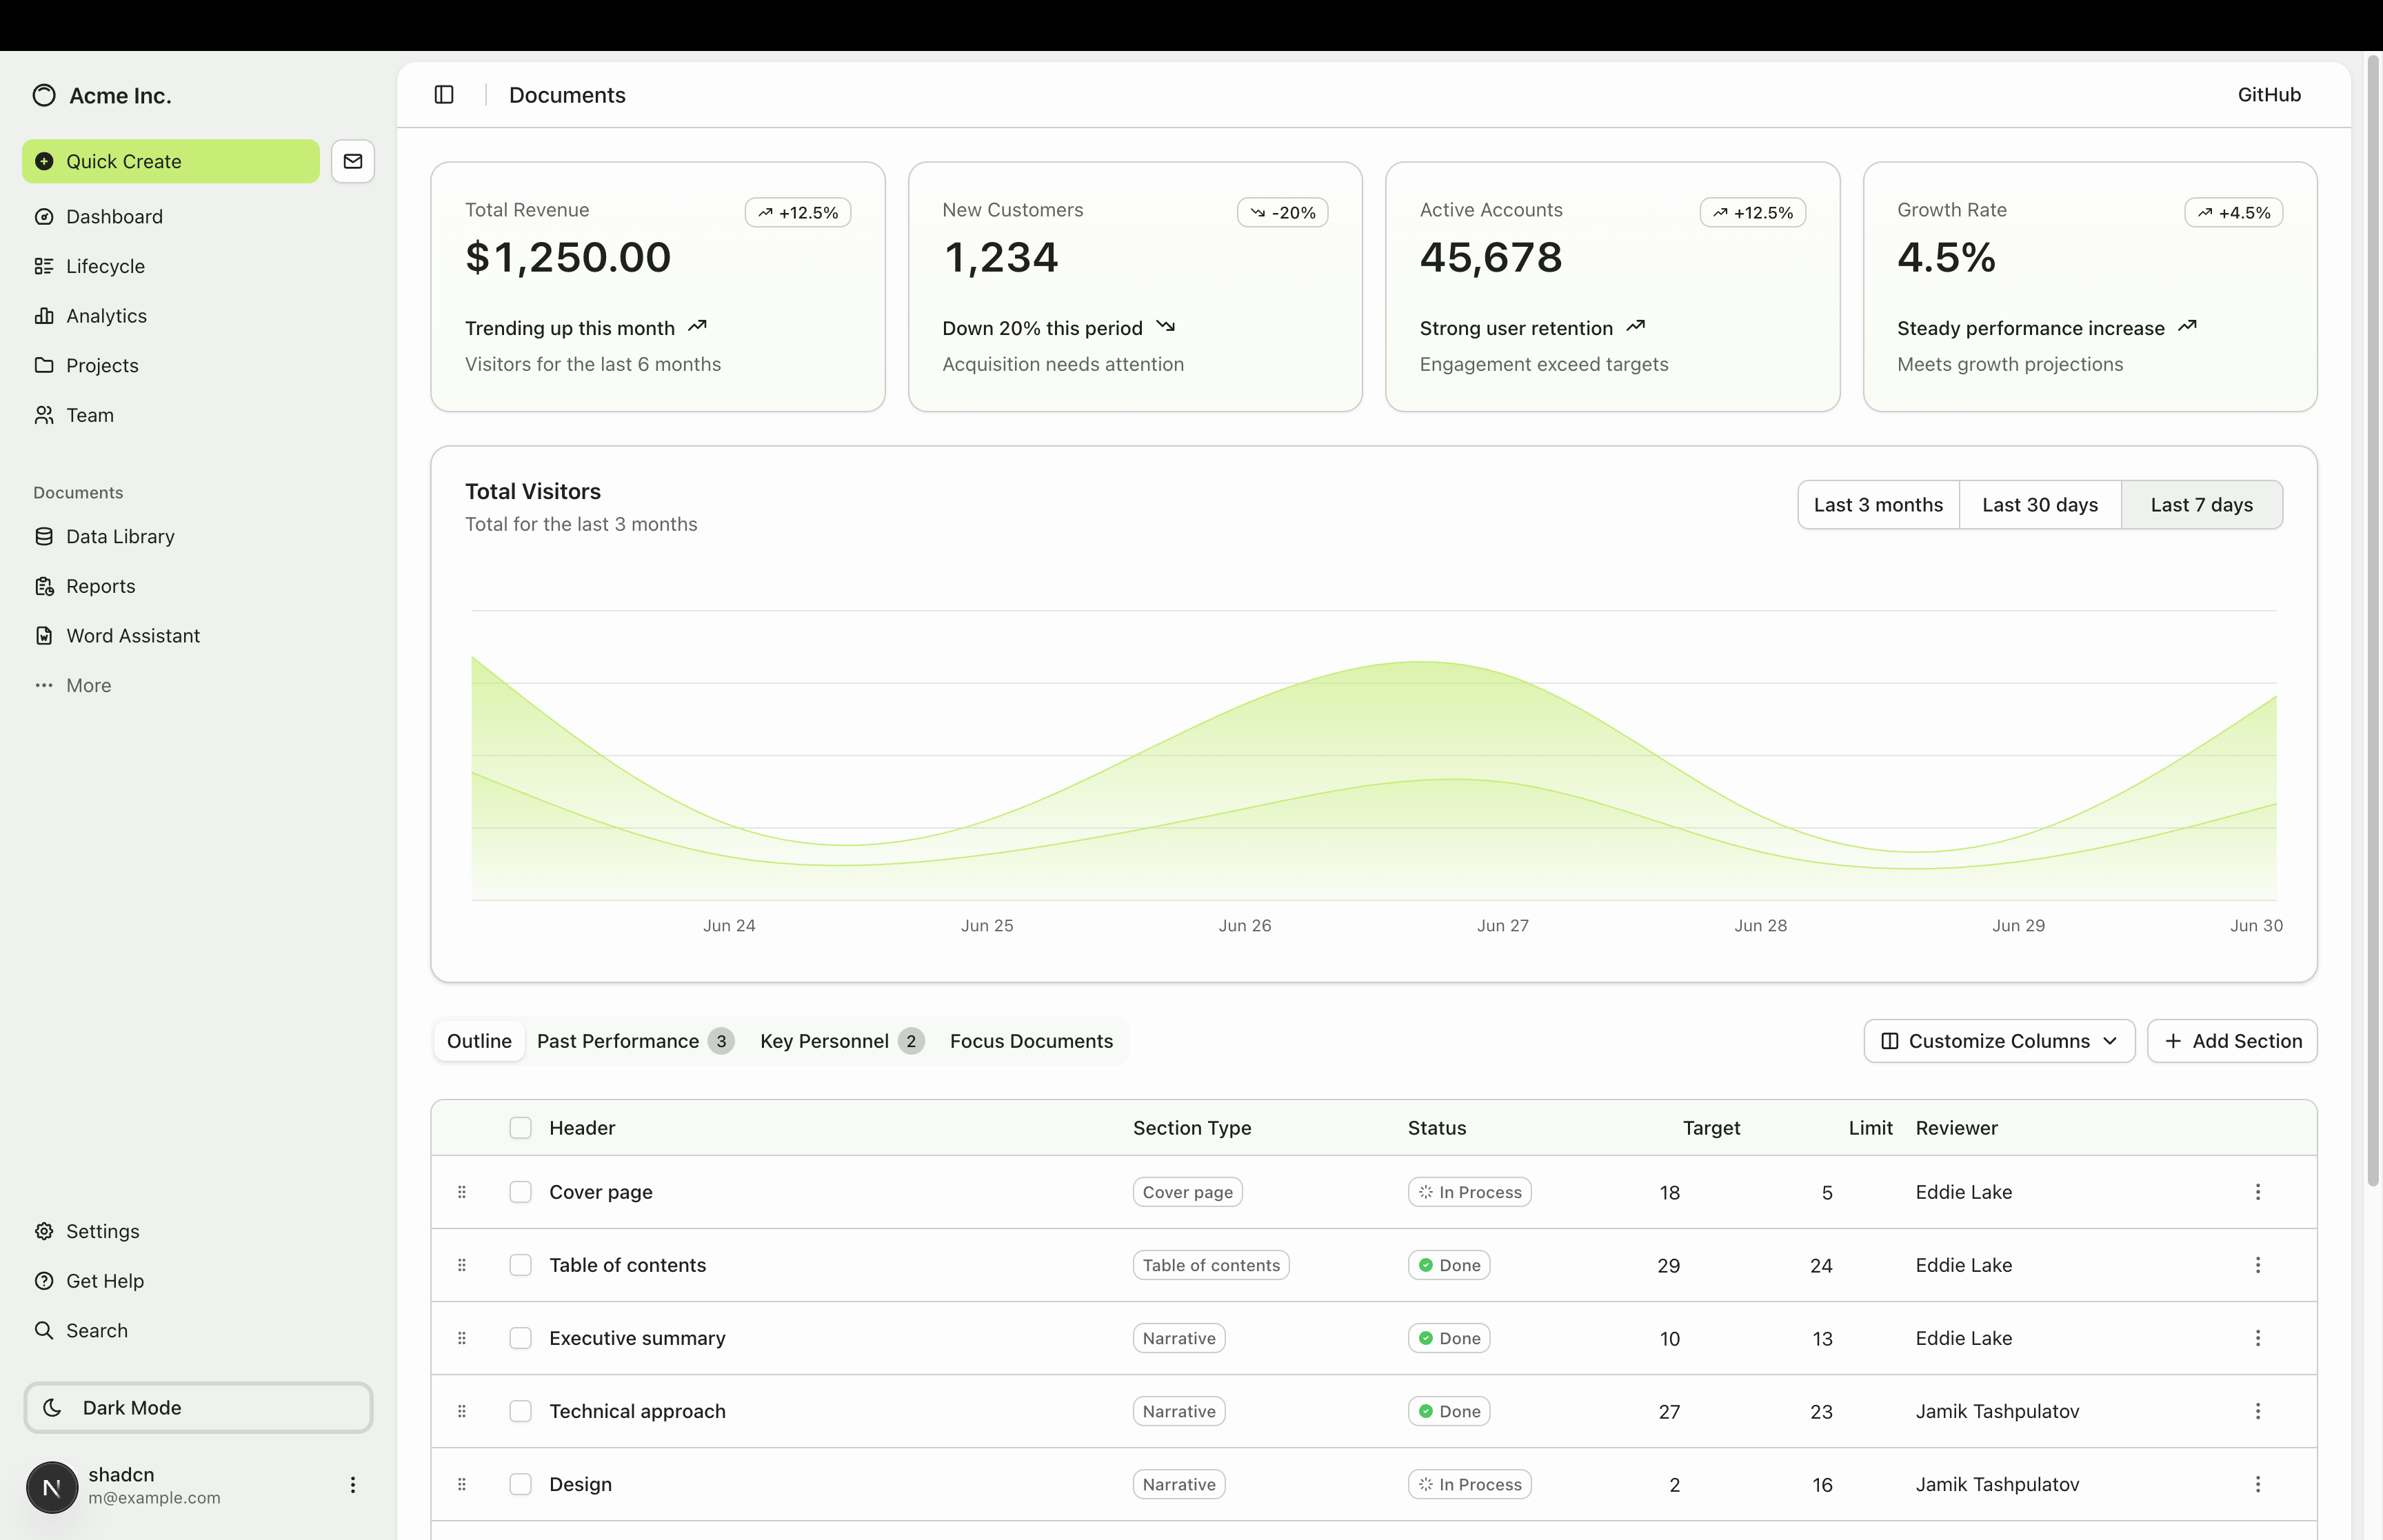 Acme Inc.
Quick Create
Dashboard
Lifecycle
Analytics
Projects
Team
Documents
Data Library
Reports
Word Assistant
More
Settings
Get Help
Search
Dark Mode
N
shadcn
m@example.com
Documents
GitHub
Total Revenue
+12.5%
$1,250.00
Trending up this month
Visitors for the last 6 months
New Customers
-20%
1,234
Down 20% this period
Acquisition needs attention
Active Accounts
+12.5%
45,678
Strong user retention
Engagement exceed targets
Growth Rate
+4.5%
4.5%
Steady performance increase
Meets growth projections
Total Visitors
Total for the last 3 months
Last 3 months Last 30 days Last 7 days
Jun 24 Jun 25 Jun 26 Jun 27 Jun 28 Jun 29 Jun 30
Outline Past Performance 3 Key Personnel 2 Focus Documents
Customize Columns Add Section
Header Section Type Status Target Limit Reviewer
Cover page Cover page In Process 18 5 Eddie Lake
Table of contents Table of contents Done 29 24 Eddie Lake
Executive summary Narrative Done 10 13 Eddie Lake
Technical approach Narrative Done 27 23 Jamik Tashpulatov
Design Narrative In Process 2 16 Jamik Tashpulatov